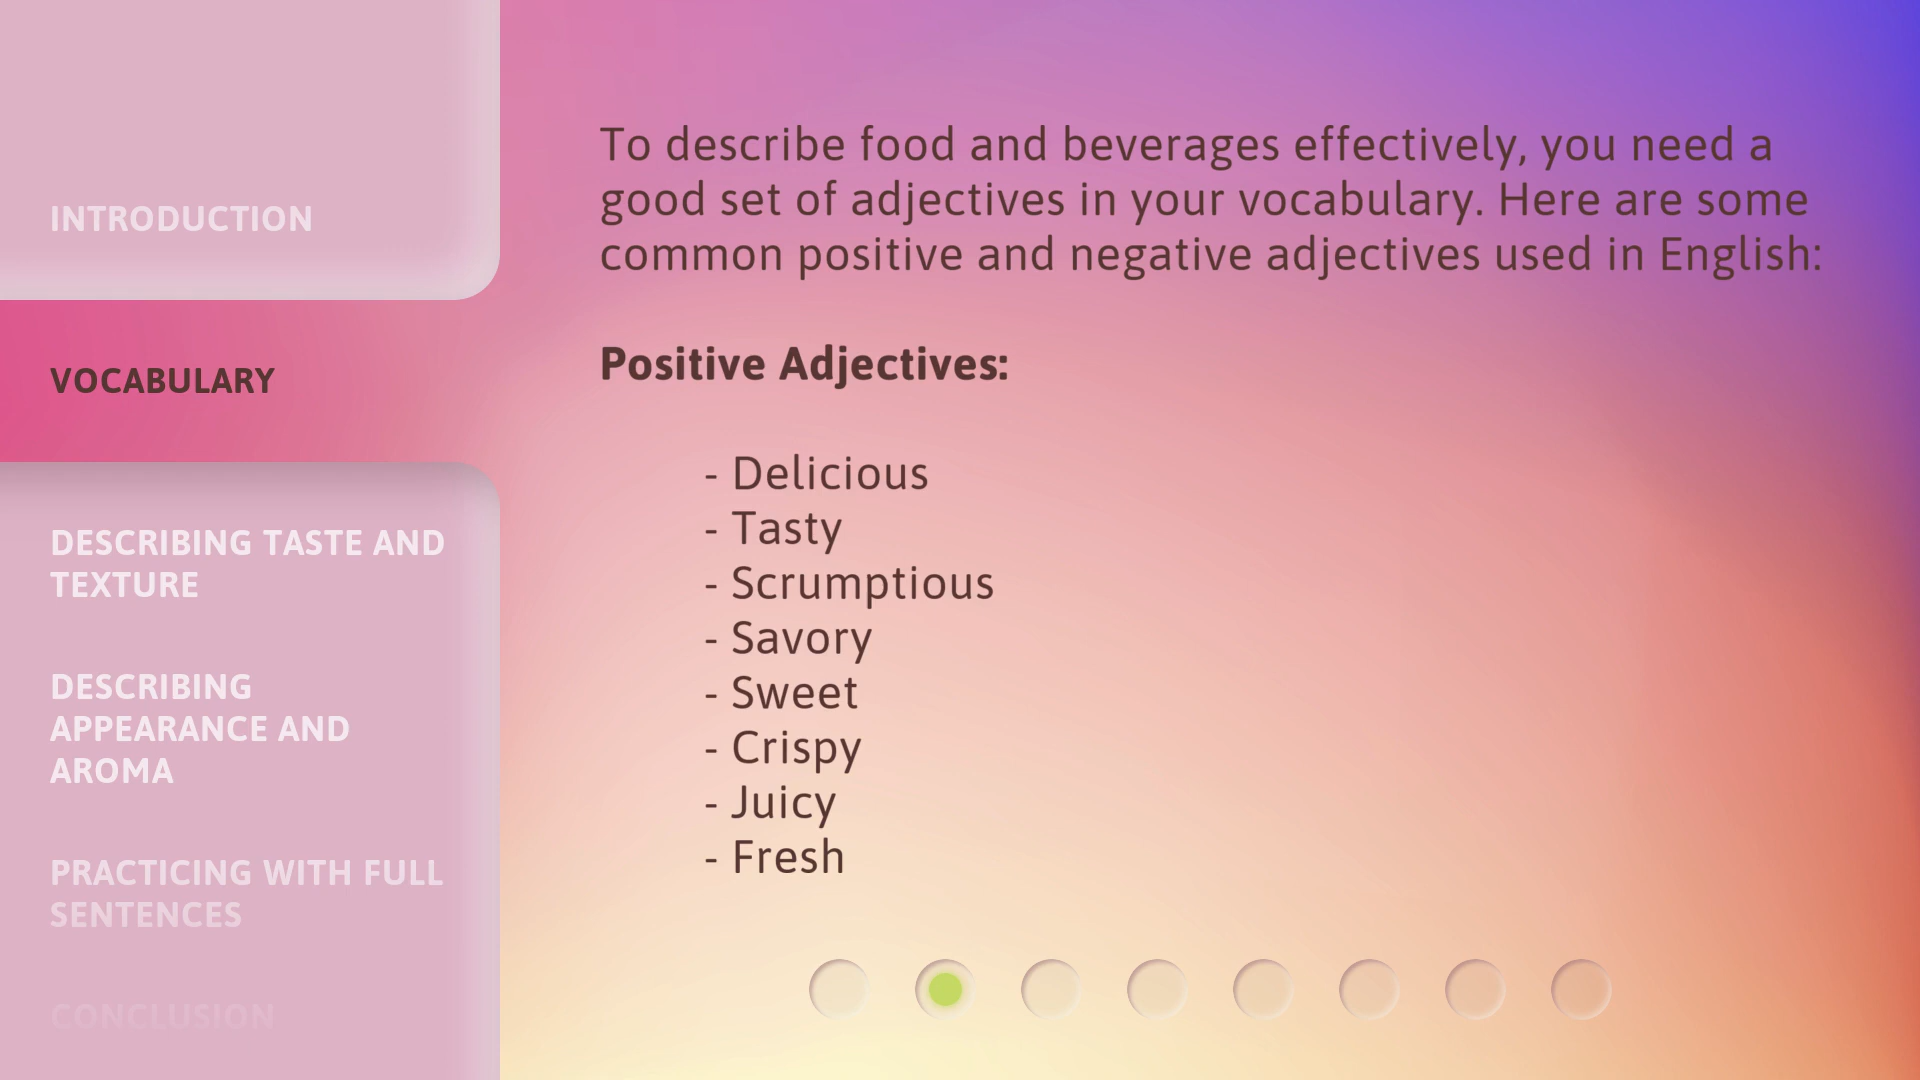 INTRODUCTION
VOCABULARY
DESCRIBING TASTE AND
TEXTURE
DESCRIBING
APPEARANCE AND
AROMA
PRACTICING WITH FULL
SENTENCES
CONCLUSION
To describe food and beverages effectively, you need a
good set of adjectives in your vocabulary. Here are some
common positive and negative adjectives used in English:
Positive Adjectives:
- Delicious
- Tasty
- Scrumptious
- Savory
- Sweet
- Crispy
- Juicy
- Fresh